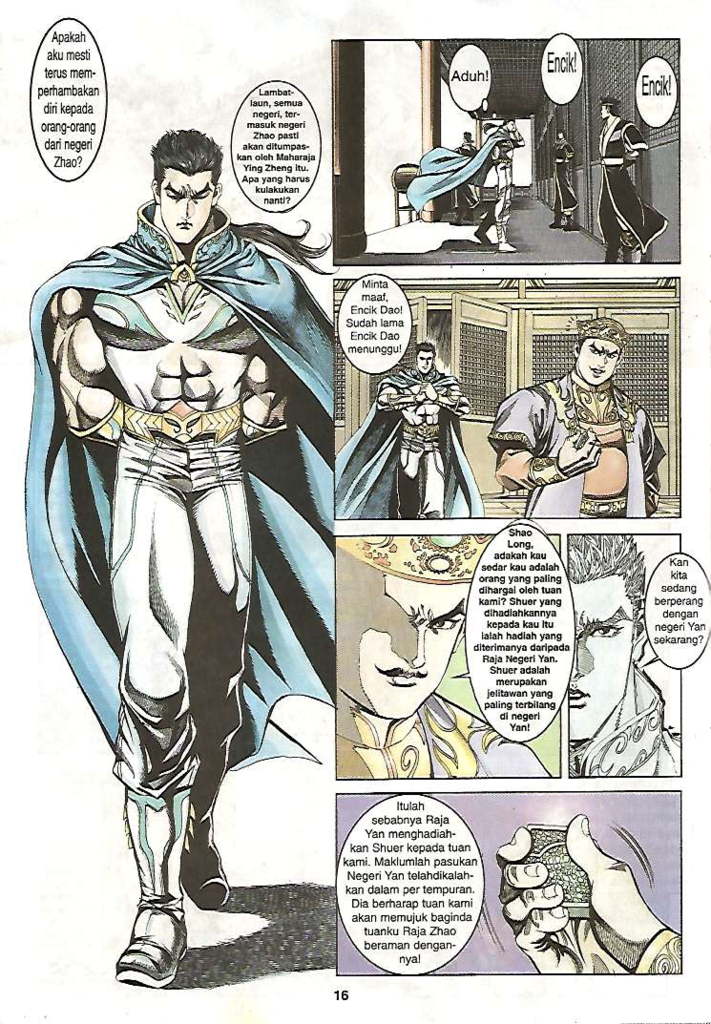 Apakah
aku mesti
terus mem-
perhambakan
diri kepada
orang-orang
dari negeri
Zhao?
Lambat-
laun, semua
negeri, ter-
masuk negeri
Zhao pasti
akan ditumpas-
kan oleh Maharaja
Ying Zheng itu.
Apa yang harus
kulakukan
nanti?
Aduh!
Encik!
Encik!
Minta
maaf,
Encik Dao!
Sudah lama
Encik Dao
menunggu!
Shao
Long,
adakah kau
sedar kau adalah
orang yang paling
dihargai oleh tuan
kami? Shuer yang
dihadiahkannya
kepada kau itu
ialah hadiah yang
diterimanya daripada
Raja Negeri Yan.
Shuer adalah
merupakan
jelitawan yang
paling terbilang
di negeri
Yan!
Kan
kita
sedang
berperang
dengan
negeri Yan
sekarang?
Itulah
sebabnya Raja
Yan menghadiah-
kan Shuer kepada tuan
kami. Maklumlah pasukan
Negeri Yan telahdikalah-
kan dalam per tempuran.
Dia berharap tuan kami
akan memujuk baginda
tuanku Raja Zhao
beraman dengan-
nya!
16